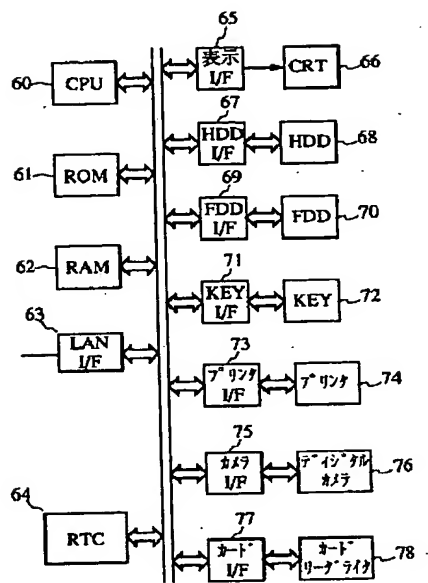 65
60
CPU
表示
I/F
CRT
66
67
HDD
I/F
HDD
68
61
ROM
69
FDD
I/F
FDD
70
62
RAM
71
KEY
I/F
KEY
72
63
LAN
I/F
73
プリンタ
I/F
プリンタ
74
75
カメラ
I/F
ディジタル
カメラ
76
64
RTC
77
カード
I/F
カード
リーダライタ
78